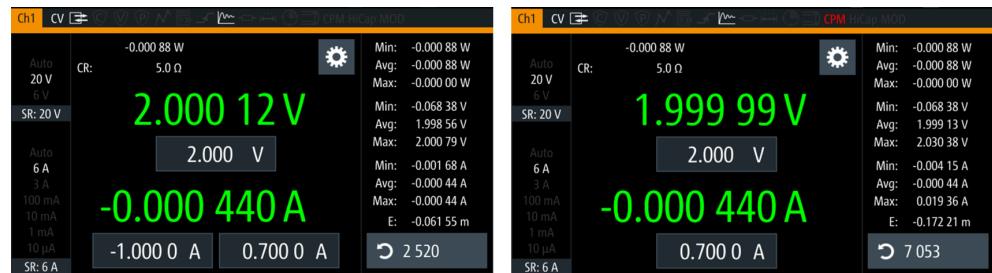 Ch1 CV CPM HiCap MOD
-0.000 88 W
CR: 5.0 Ω
Auto
20 V
6 V
SR: 20 V
2.000 12 V
2.000 V
Auto
6 A
3 A
100 mA
10 mA
1 mA
10 µA
SR: 6 A
-0.000 440 A
-1.000 0 A 0.700 0 A
Min: -0.000 88 W
Avg: -0.000 88 W
Max: -0.000 00 W
Min: -0.068 38 V
Avg: 1.998 56 V
Max: 2.000 79 V
Min: -0.001 68 A
Avg: -0.000 44 A
Max: -0.000 44 A
E: -0.061 55 m
2 520
Ch1 CV CPM HiCap MOD
-0.000 88 W
CR: 5.0 Ω
Auto
20 V
6 V
SR: 20 V
1.999 99 V
2.000 V
Auto
6 A
3 A
100 mA
10 mA
1 mA
10 µA
SR: 6 A
-0.000 440 A
0.700 0 A
Min: -0.000 88 W
Avg: -0.000 88 W
Max: -0.000 00 W
Min: -0.068 38 V
Avg: 1.999 13 V
Max: 2.030 38 V
Min: -0.004 15 A
Avg: -0.000 44 A
Max: 0.019 36 A
E: -0.172 21 m
7 053